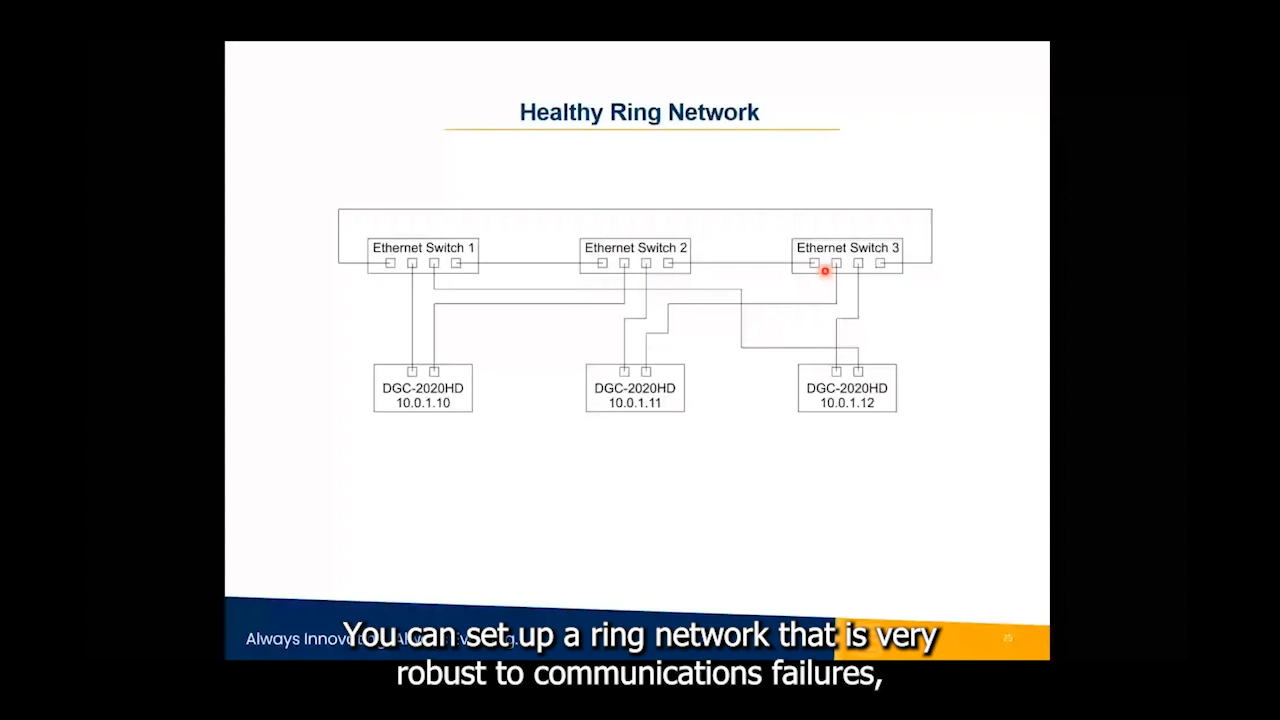 Healthy Ring Network
Ethernet Switch 1
Ethernet Switch 2
Ethernet Switch 3
DGC-2020HD
10.0.1.10
DGC-2020HD
10.0.1.11
DGC-2020HD
10.0.1.12
Always
25
You can set up a ring network that is very
robust to communications failures,